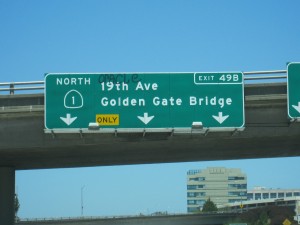 NORTH
EXIT 49B
1
19th Ave
Golden Gate Bridge
ONLY